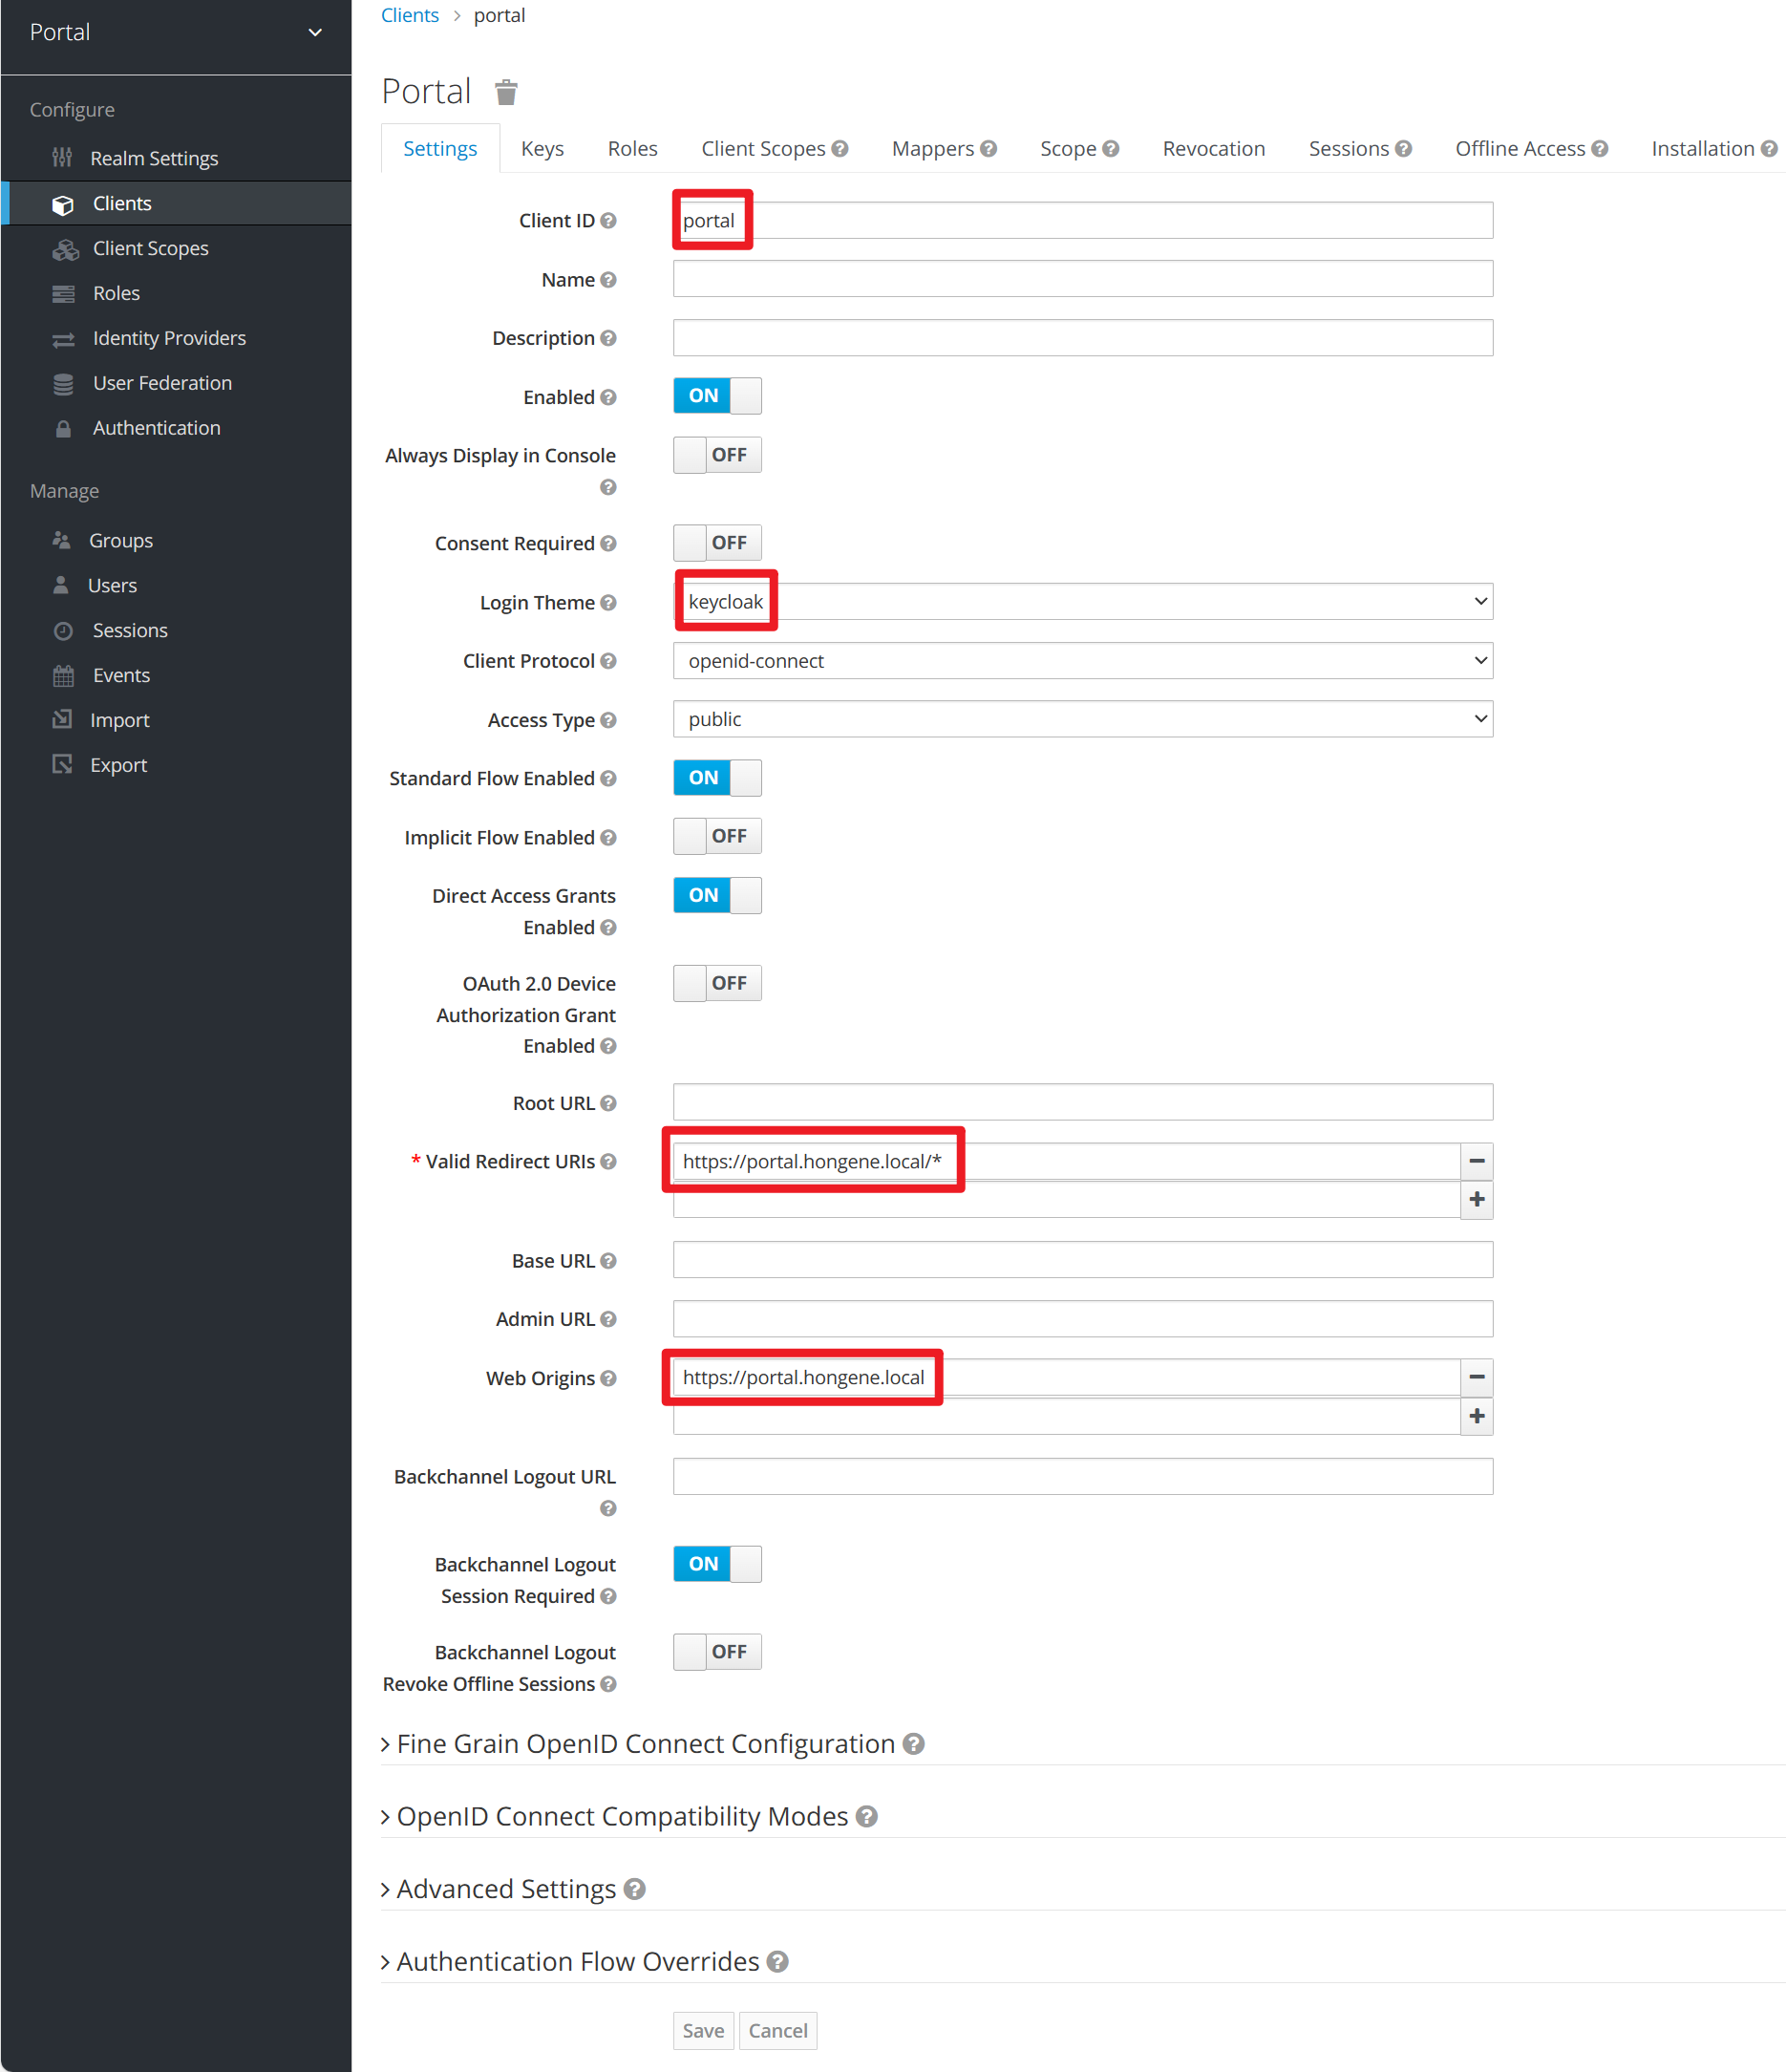 Portal
Configure
Realm Settings
Clients
Client Scopes
Roles
Identity Providers
User Federation
Authentication
Manage
Groups
Users
Sessions
Events
Import
Export
Clients > portal
Portal
Settings Keys Roles Client Scopes Mappers Scope Revocation Sessions Offline Access Installation
Client ID portal
Name
Description
Enabled ON
Always Display in Console OFF
Consent Required OFF
Login Theme keycloak
Client Protocol openid-connect
Access Type public
Standard Flow Enabled ON
Implicit Flow Enabled OFF
Direct Access Grants ON
Enabled
OAuth 2.0 Device OFF
Authorization Grant
Enabled
Root URL
* Valid Redirect URIs https://portal.hongene.local/*
Base URL
Admin URL
Web Origins https://portal.hongene.local
Backchannel Logout URL
Backchannel Logout ON
Session Required
Backchannel Logout OFF
Revoke Offline Sessions
Fine Grain OpenID Connect Configuration
OpenID Connect Compatibility Modes
Advanced Settings
Authentication Flow Overrides
Save Cancel